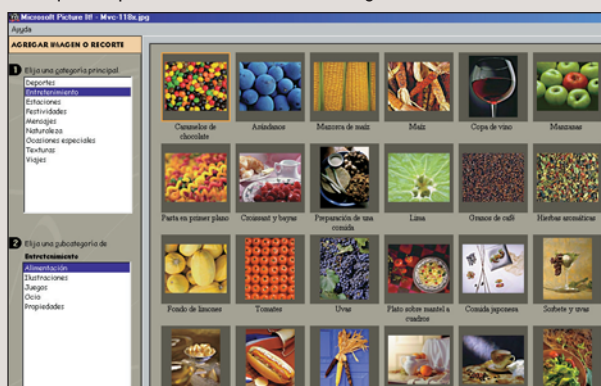 Microsoft Picture It! - Mvc-118x.jpg
Ayuda
AGREGAR IMAGEN O RECORTE
1 Elija una categoría principal
Deportes
Entretenimiento
Estaciones
Festividades
Mensajes
Naturaleza
Ocasiones especiales
Texturas
Viajes
2 Elija una subcategoría de
Entretenimiento
Alimentación
Ilustraciones
Juegos
Ocio
Propiedades
Caramelos de
chocolate
Arándanos
Mazorca de maíz
Maíz
Copa de vino
Manzanas
Pasta en primer plano
Croissant y bayas
Preparación de una
comida
Lima
Granos de café
Hierbas aromáticas
Fondo de limones
Tomates
Uvas
Plato sobre mantel a
cuadros
Comida japonesa
Sorbete y uvas